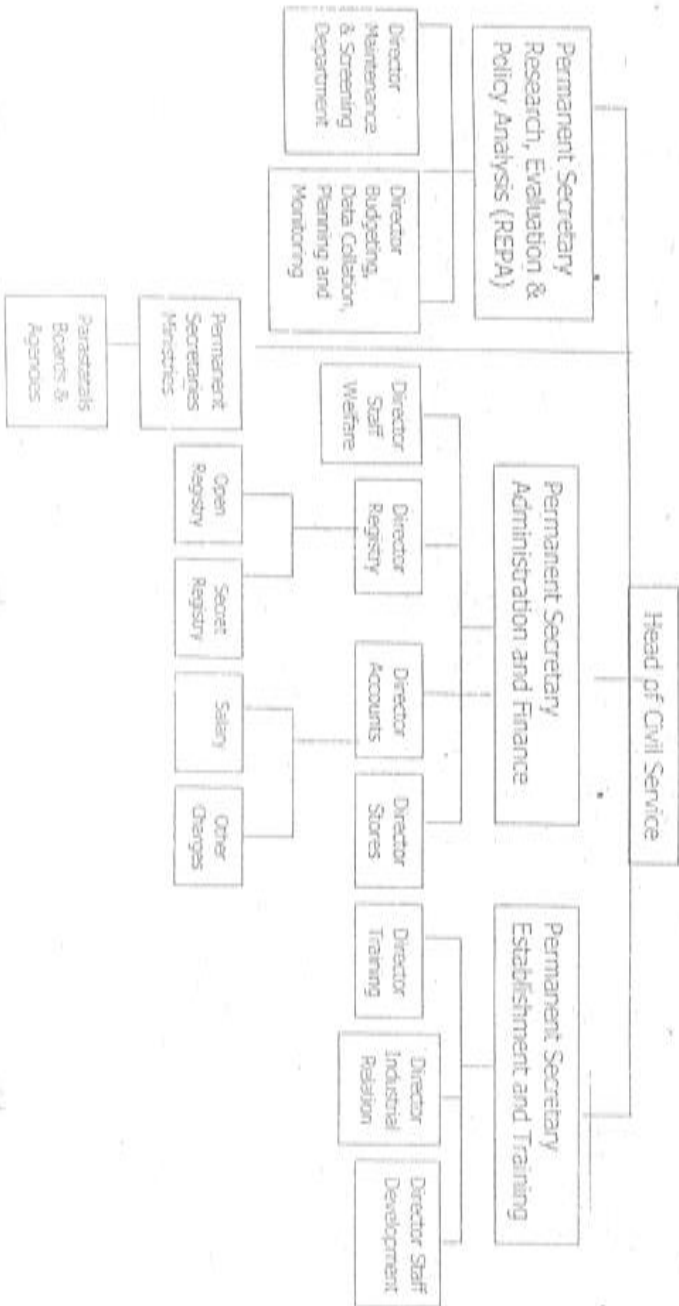 Head of Civil Service
Permanent Secretary
Research, Evaluation &
Policy Analysis (REPA)
Permanent Secretary
Administration and Finance
Permanent Secretary
Establishment and Training
Director
Maintenance
& Screening
Department
Director
Budgeting,
Data Collation,
Planning and
Monitoring
Director
Staff
Welfare
Director
Registry
Director
Accounts
Director
Stores
Director
Training
Director
Industrial
Relation
Director Staff
Development
Permanent
Secretaries
Ministries
Open
Registry
Secret
Registry
Salary
Other
Charges
Parastatals
Boards &
Agencies